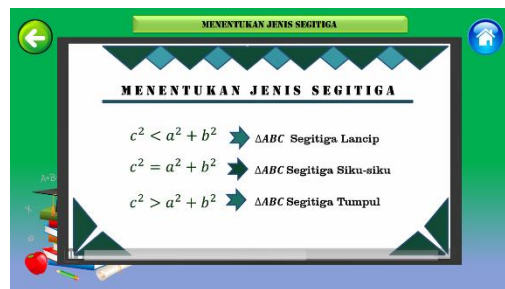 MENENTUKAN JENIS SEGITIGA
MENENTUKAN JENIS SEGITIGA
c² < a² + b² ΔABC Segitiga Lancip
c² = a² + b² ΔABC Segitiga Siku-siku
c² > a² + b² ΔABC Segitiga Tumpul
A+B